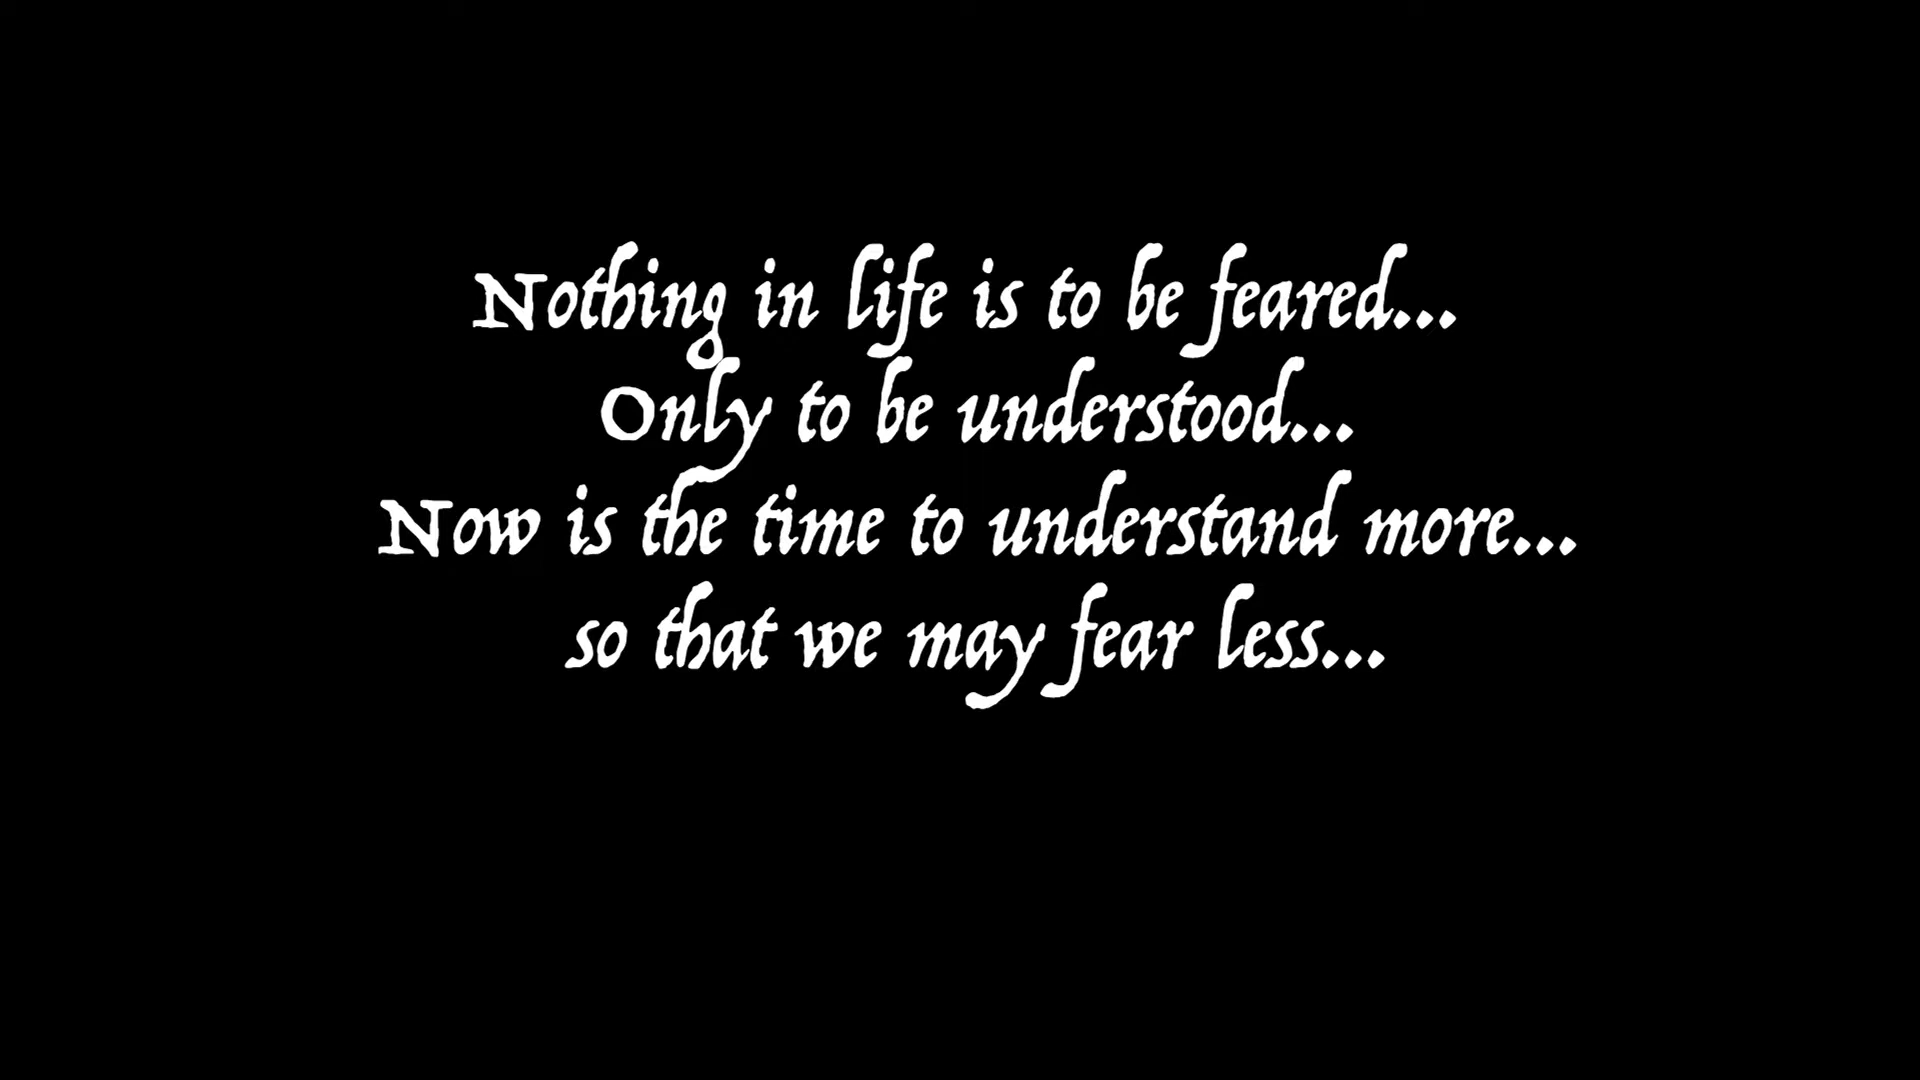 Nothing in life is to be feared...
Only to be understood...
Now is the time to understand more...
so that we may fear less...